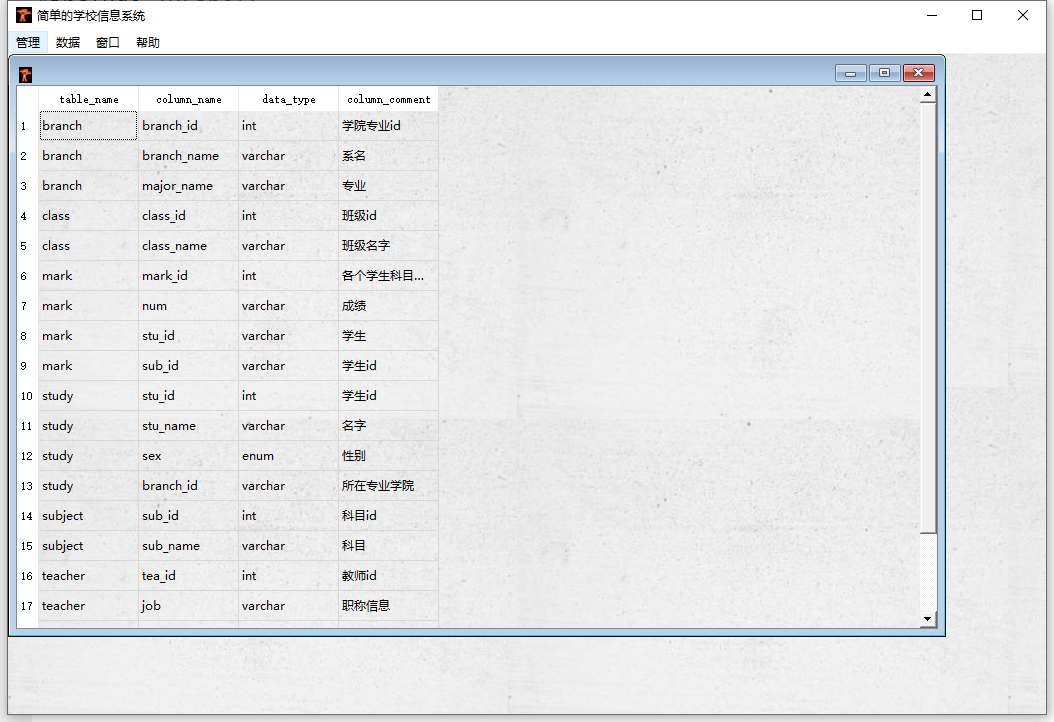 简单的学校信息系统
管理 数据 窗口 帮助
table_name column_name data_type column_comment
1 branch branch_id int 学院专业id
2 branch branch_name varchar 系名
3 branch major_name varchar 专业
4 class class_id int 班级id
5 class class_name varchar 班级名字
6 mark mark_id int 各个学生科目...
7 mark num varchar 成绩
8 mark stu_id varchar 学生
9 mark sub_id varchar 学生id
10 study stu_id int 学生id
11 study stu_name varchar 名字
12 study sex enum 性别
13 study branch_id varchar 所在专业学院
14 subject sub_id int 科目id
15 subject sub_name varchar 科目
16 teacher tea_id int 教师id
17 teacher job varchar 职称信息